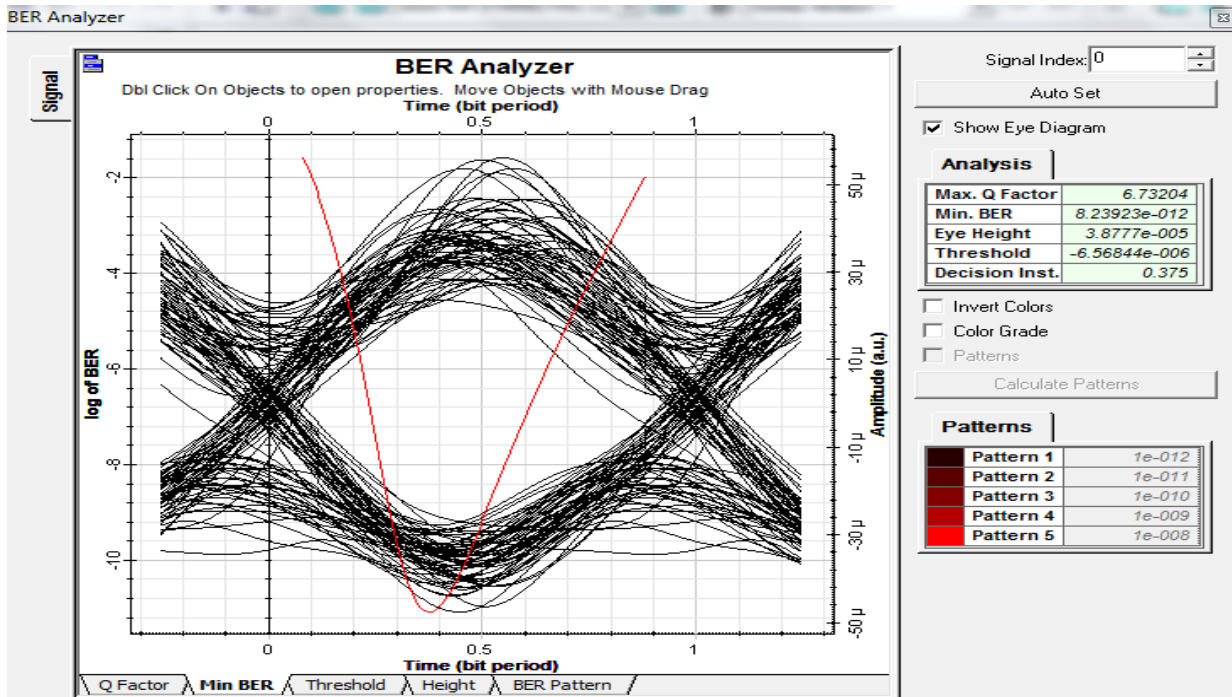 BER Analyzer
Signal
BER Analyzer
Dbl Click On Objects to open properties. Move Objects with Mouse Drag
Time (bit period)
0 0.5 1
log of BER
-2
-4
-6
-8
-10
Amplitude (a.u.)
50 µ
30 µ
10 µ
-10 µ
-30 µ
-50 µ
0 0.5 1
Time (bit period)
Q Factor Min BER Threshold Height BER Pattern
Signal Index: 0
Auto Set
Show Eye Diagram
Analysis
Max. Q Factor 6.73204
Min. BER 8.23923e-012
Eye Height 3.8777e-005
Threshold -6.56844e-006
Decision Inst. 0.375
Invert Colors
Color Grade
Patterns
Calculate Patterns
Patterns
Pattern 1 1e-012
Pattern 2 1e-011
Pattern 3 1e-010
Pattern 4 1e-009
Pattern 5 1e-008